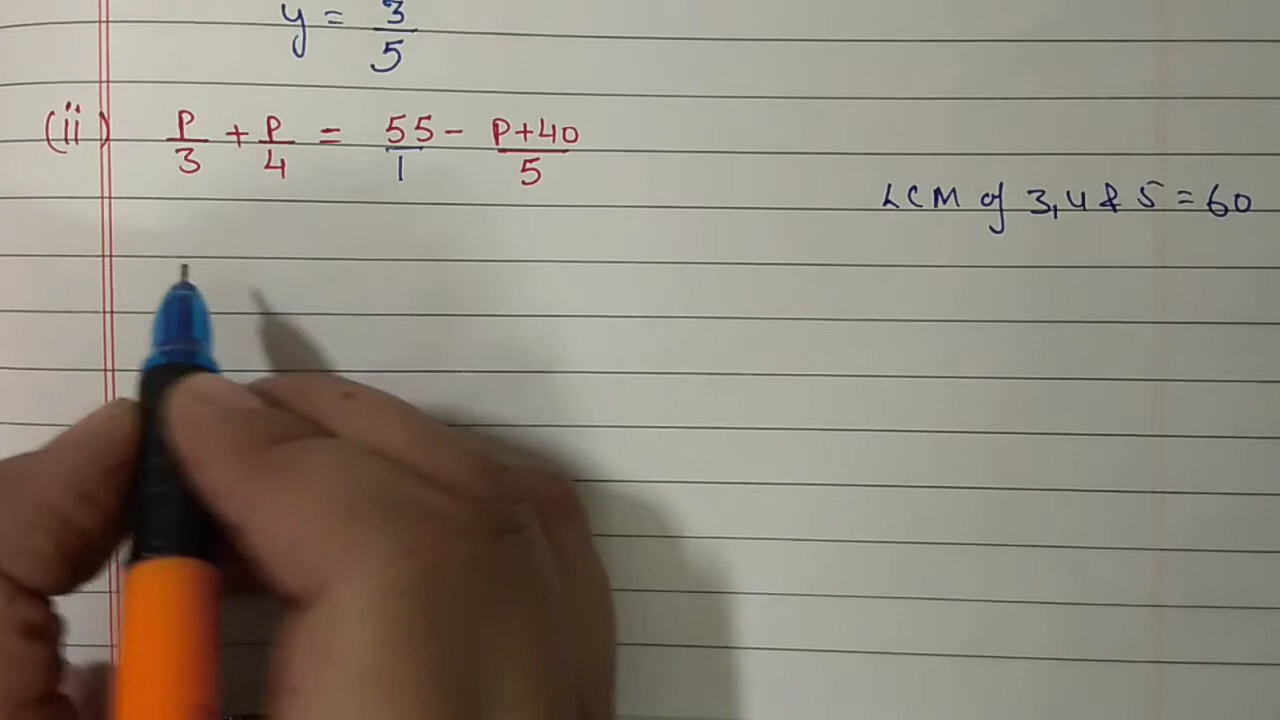 y = 3/5
(ii) P/3 + P/4 = 55/1 - P+40/5
LCM of 3,4 & 5 = 60